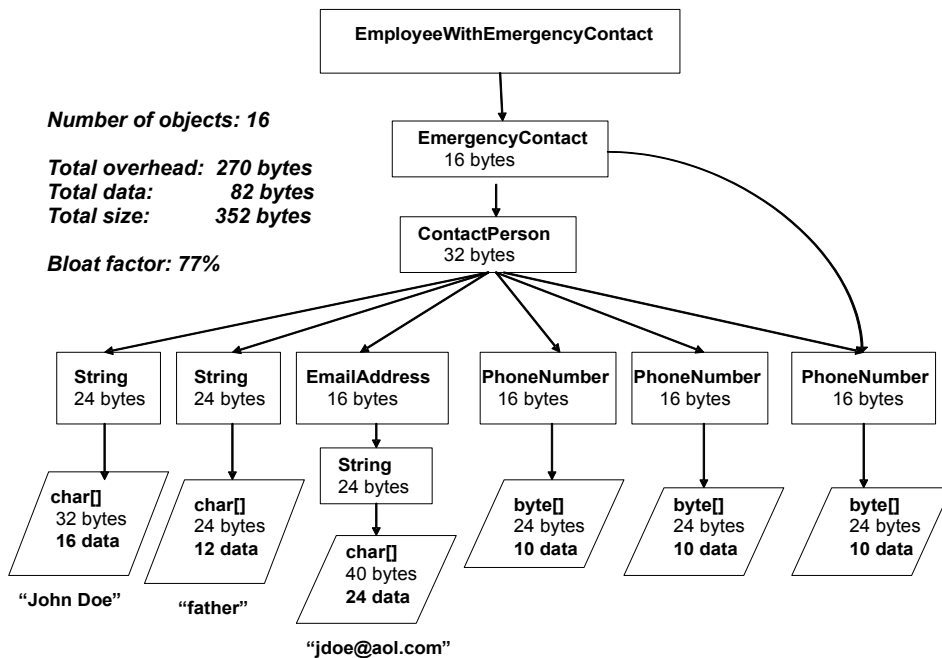 EmployeeWithEmergencyContact
Number of objects: 16
Total overhead: 270 bytes
Total data: 82 bytes
Total size: 352 bytes
Bloat factor: 77%
EmergencyContact
16 bytes
ContactPerson
32 bytes
String
24 bytes
String
24 bytes
EmailAddress
16 bytes
PhoneNumber
16 bytes
PhoneNumber
16 bytes
PhoneNumber
16 bytes
String
24 bytes
char[]
32 bytes
16 data
char[]
24 bytes
12 data
char[]
40 bytes
24 data
byte[]
24 bytes
10 data
byte[]
24 bytes
10 data
byte[]
24 bytes
10 data
“John Doe”
“father”
“jdoe@aol.com”